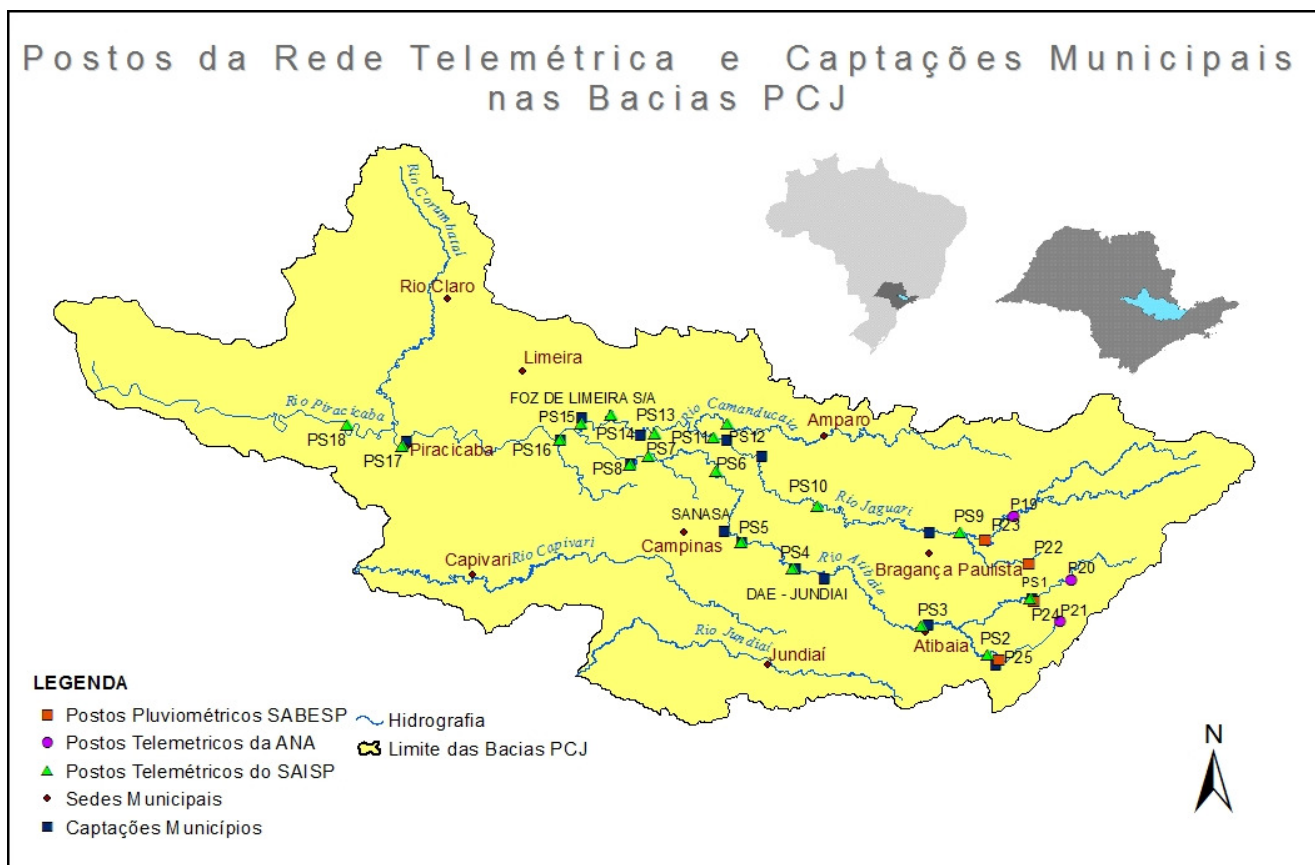 Postos da Rede Telemétrica e Captações Municipais
nas Bacias PCJ
Rio Corumbataí
Rio Claro
Limeira
FOZ DE LIMEIRA S/A
Rio Piracicaba
PS18
PS17
Piracicaba
PS16
PS15
PS14
PS13
Rio Camanducaia
PS11
PS12
Amparo
PS8
PS7
PS6
PS10
Rio Jaguari
PS9
P19
P23
SANASA
PS5
Campinas
PS4
Rio Atibaia
Bragança Paulista
P22
P20
PS1
Capivari
Rio Capivari
DAE - JUNDIAI
PS3
Atibaia
P24
P21
PS2
P25
Rio Jundiaí
Jundiaí
LEGENDA
Postos Pluviométricos SABESP
Postos Telemetricos da ANA
Postos Telemétricos do SAISP
Sedes Municipais
Captações Municípios
Hidrografia
Limite das Bacias PCJ
N